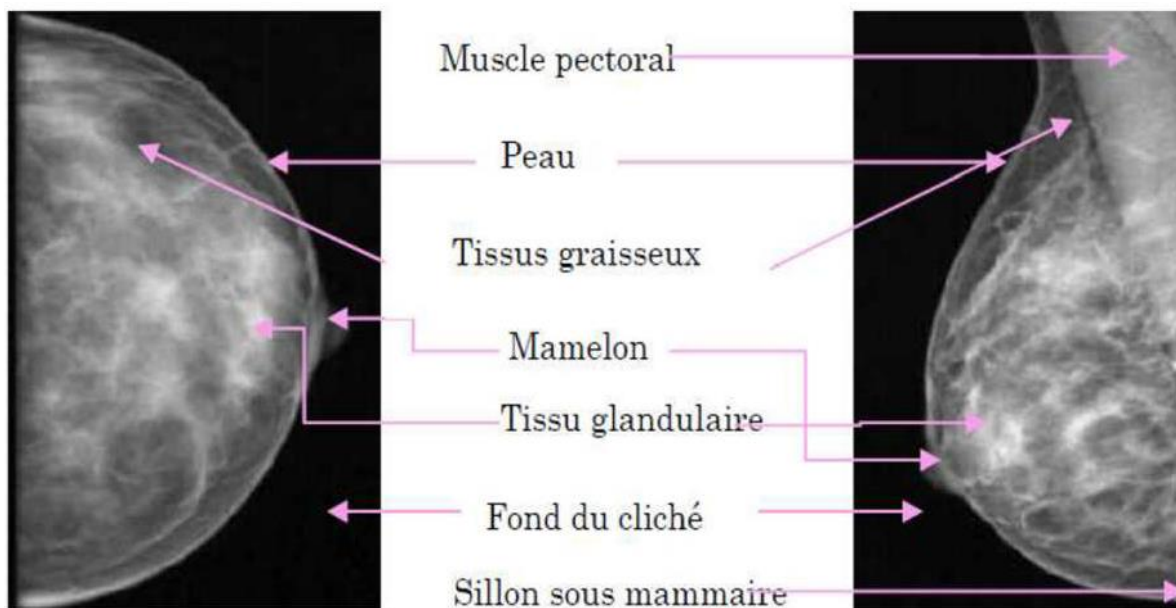 Muscle pectoral
Peau
Tissus graisseux
Mamelon
Tissu glandulaire
Fond du cliché
Sillon sous mammaire